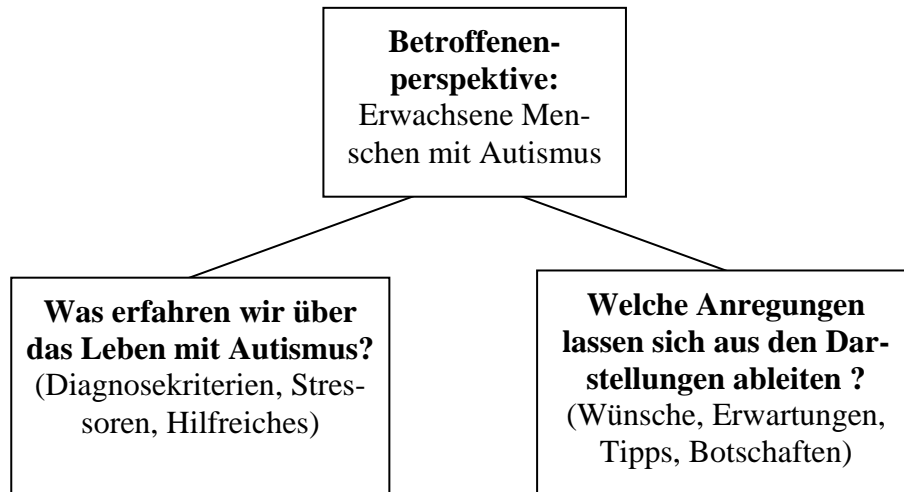 Betroffenen-
perspektive:
Erwachsene Men-
schen mit Autismus
Was erfahren wir über
das Leben mit Autismus?
(Diagnosekriterien, Stres-
soren, Hilfreiches)
Welche Anregungen
lassen sich aus den Dar-
stellungen ableiten ?
(Wünsche, Erwartungen,
Tipps, Botschaften)